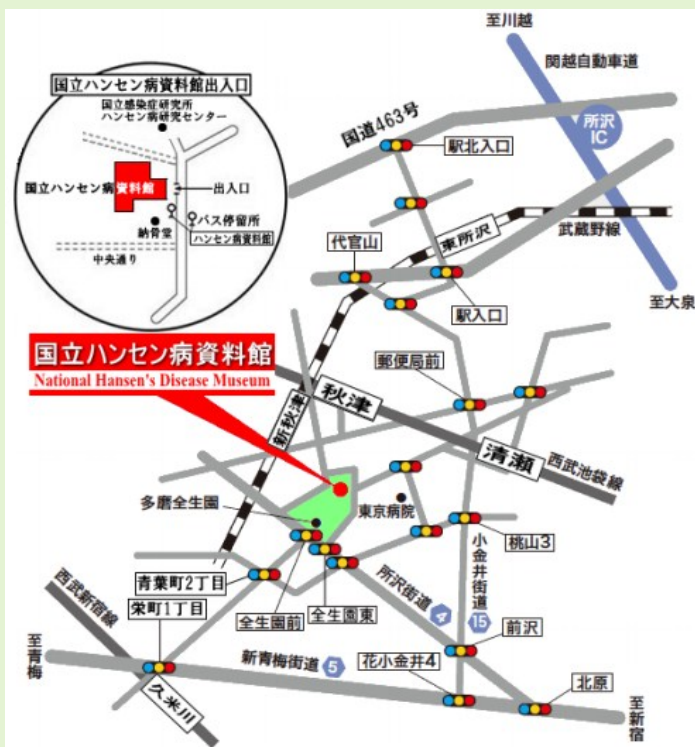 国立ハンセン病資料館出入口
国立感染症研究所
ハンセン病研究センター
国立ハンセン病資料館
出入口
バス停留所
ハンセン病資料館
納骨堂
中央通り
至川越
関越自動車道
国道463号
所沢
IC
駅北入口
東所沢
武蔵野線
代官山
駅入口
至大泉
国立ハンセン病資料館
National Hansen's Disease Museum
郵便局前
秋津
新秋津
清瀬
西武池袋線
多磨全生園
東京病院
桃山3
小金井街道
15
青葉町2丁目
全生園前
全生園東
所沢街道
4
西武新宿線
栄町1丁目
前沢
新青梅街道
5
花小金井4
北原
至青梅
久米川
至新宿